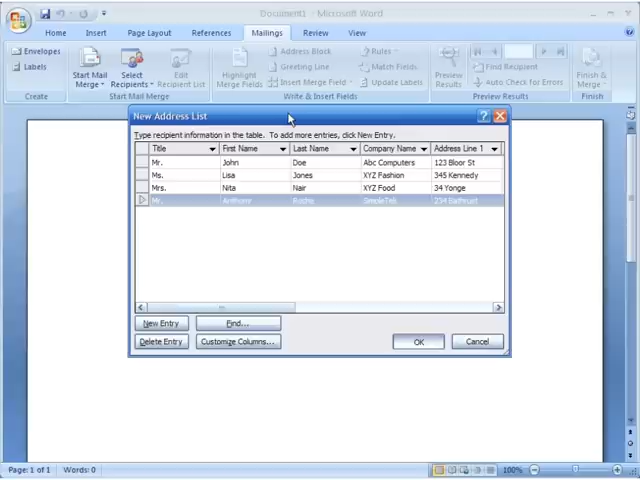 Document1 - Microsoft Word
Home Insert Page Layout References Mailings Review View
Envelopes
Labels
Create
Start Mail Merge
Select Recipients
Edit Recipient List
Start Mail Merge
Highlight Merge Fields
Address Block
Greeting Line
Insert Merge Field
Rules
Match Fields
Update Labels
Write & Insert Fields
Preview Results
Find Recipient
Auto Check for Errors
Preview Results
Finish & Merge
Finish
New Address List
Type recipient information in the table. To add more entries, click New Entry.
Title First Name Last Name Company Name Address Line 1
Mr. John Doe Abc Computers 123 Bloor St
Ms. Lisa Jones XYZ Fashion 345 Kennedy
Mrs. Nita Nair XYZ Food 34 Yonge
Mr. Anthony SimpleTek 234 Bathrust
New Entry Find...
Delete Entry Customize Columns... OK Cancel
Page: 1 of 1 Words: 0 100%